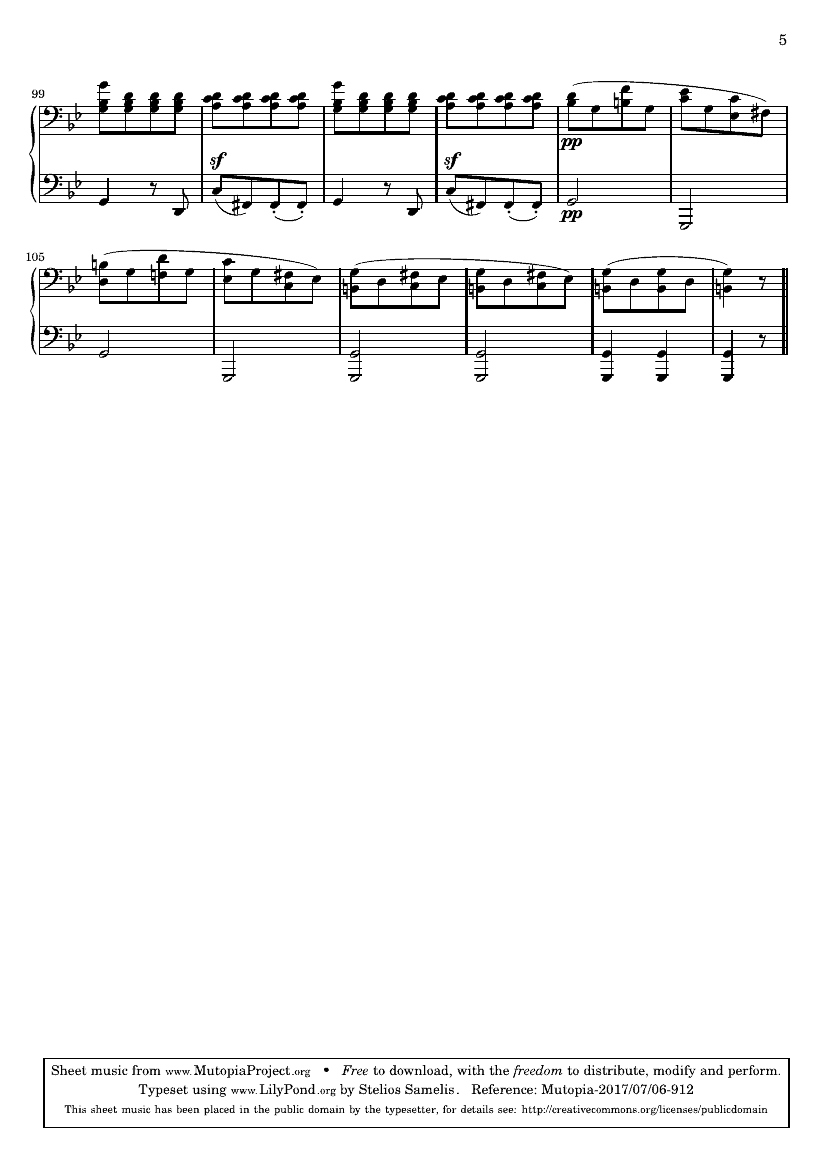 5
99
sf
sf
pp
pp
105
Sheet music from www.MutopiaProject.org • Free to download, with the freedom to distribute, modify and perform.
Typeset using www.LilyPond.org by Stelios Samelis. Reference: Mutopia-2017/07/06-912
This sheet music has been placed in the public domain by the typesetter, for details see: http://creativecommons.org/licenses/publicdomain